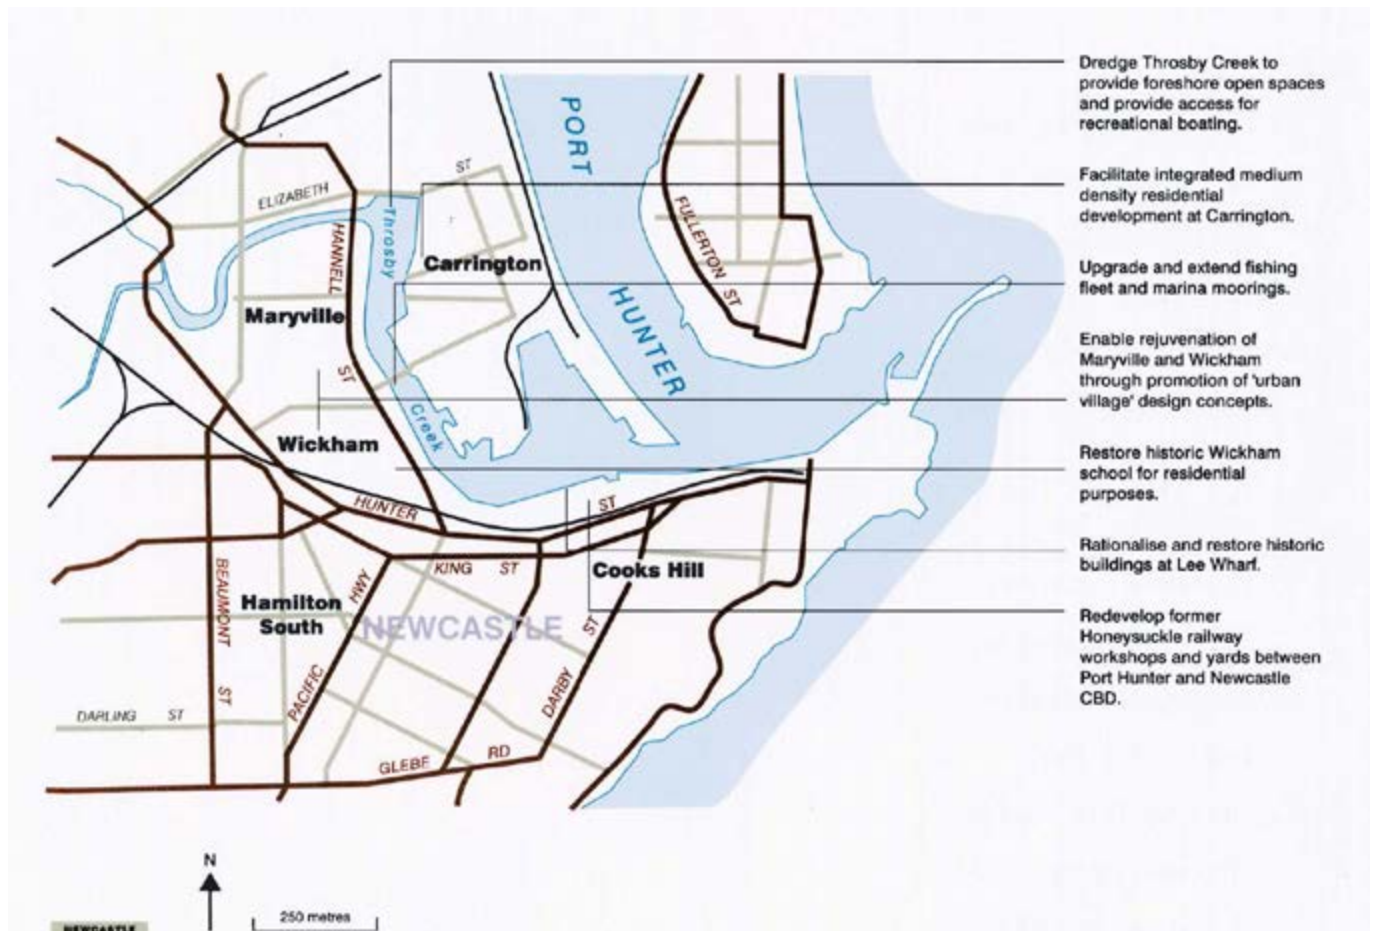 Dredge Throsby Creek to
provide foreshore open spaces
and provide access for
recreational boating.
Facilitate integrated medium
density residential
development at Carrington.
Upgrade and extend fishing
fleet and marina moorings.
Enable rejuvenation of
Maryville and Wickham
through promotion of 'urban
village' design concepts.
Restore historic Wickham
school for residential
purposes.
Rationalise and restore historic
buildings at Lee Wharf.
Redevelop former
Honeysuckle railway
workshops and yards between
Port Hunter and Newcastle
CBD.
PORT
HUNTER
ELIZABETH ST
HANNELL ST
Throsby
Creek
FULLERTON ST
Carrington
Maryville
Wickham
HUNTER ST
KING ST
Cooks Hill
BEAUMONT ST
Hamilton
South
PACIFIC HWY
NEWCASTLE
DARBY ST
DARLING ST
GLEBE RD
N
250 metres
NEWCASTLE